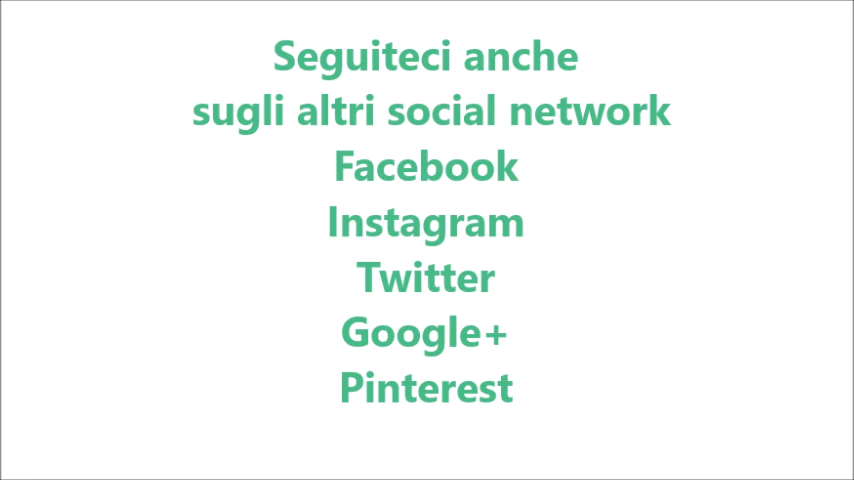 Seguiteci anche
sugli altri social network
Facebook
Instagram
Twitter
Google+
Pinterest